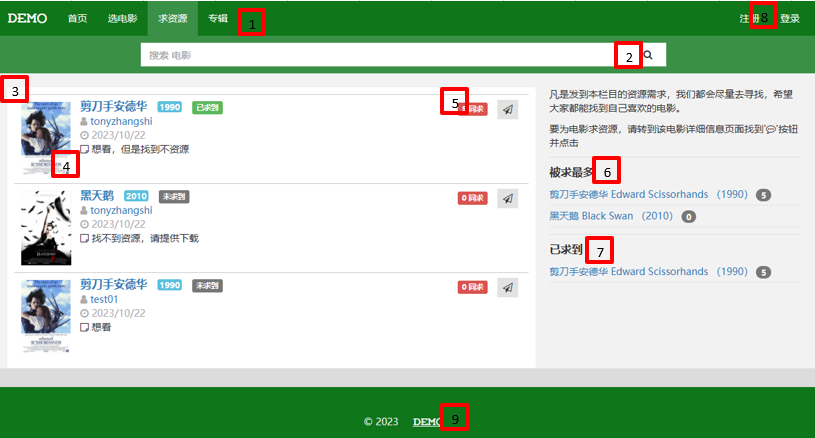 DEMO 首页 选电影 求资源 专辑 1 注册 8 登录
搜索 电影 2
3
剪刀手安德华 1990 已求到 5 同求
tonyzhangshi
2023/10/22
想看，但是找到不资源
4
黑天鹅 2010 未求到 0 同求
tonyzhangshi
2023/10/22
找不到资源，请提供下载
剪刀手安德华 1990 未求到 0 同求
test01
2023/10/22
想看
凡是发到本栏目的资源需求，我们都会尽量去寻找，希望
大家都能找到自己喜欢的电影。
要为电影求资源，请转到该电影详细信息页面找到'💬'按钮
并点击
被求最多 6
剪刀手安德华 Edward Scissorhands （1990） 5
黑天鹅 Black Swan （2010） 0
已求到 7
剪刀手安德华 Edward Scissorhands （1990） 5
© 2023 DEMO 9